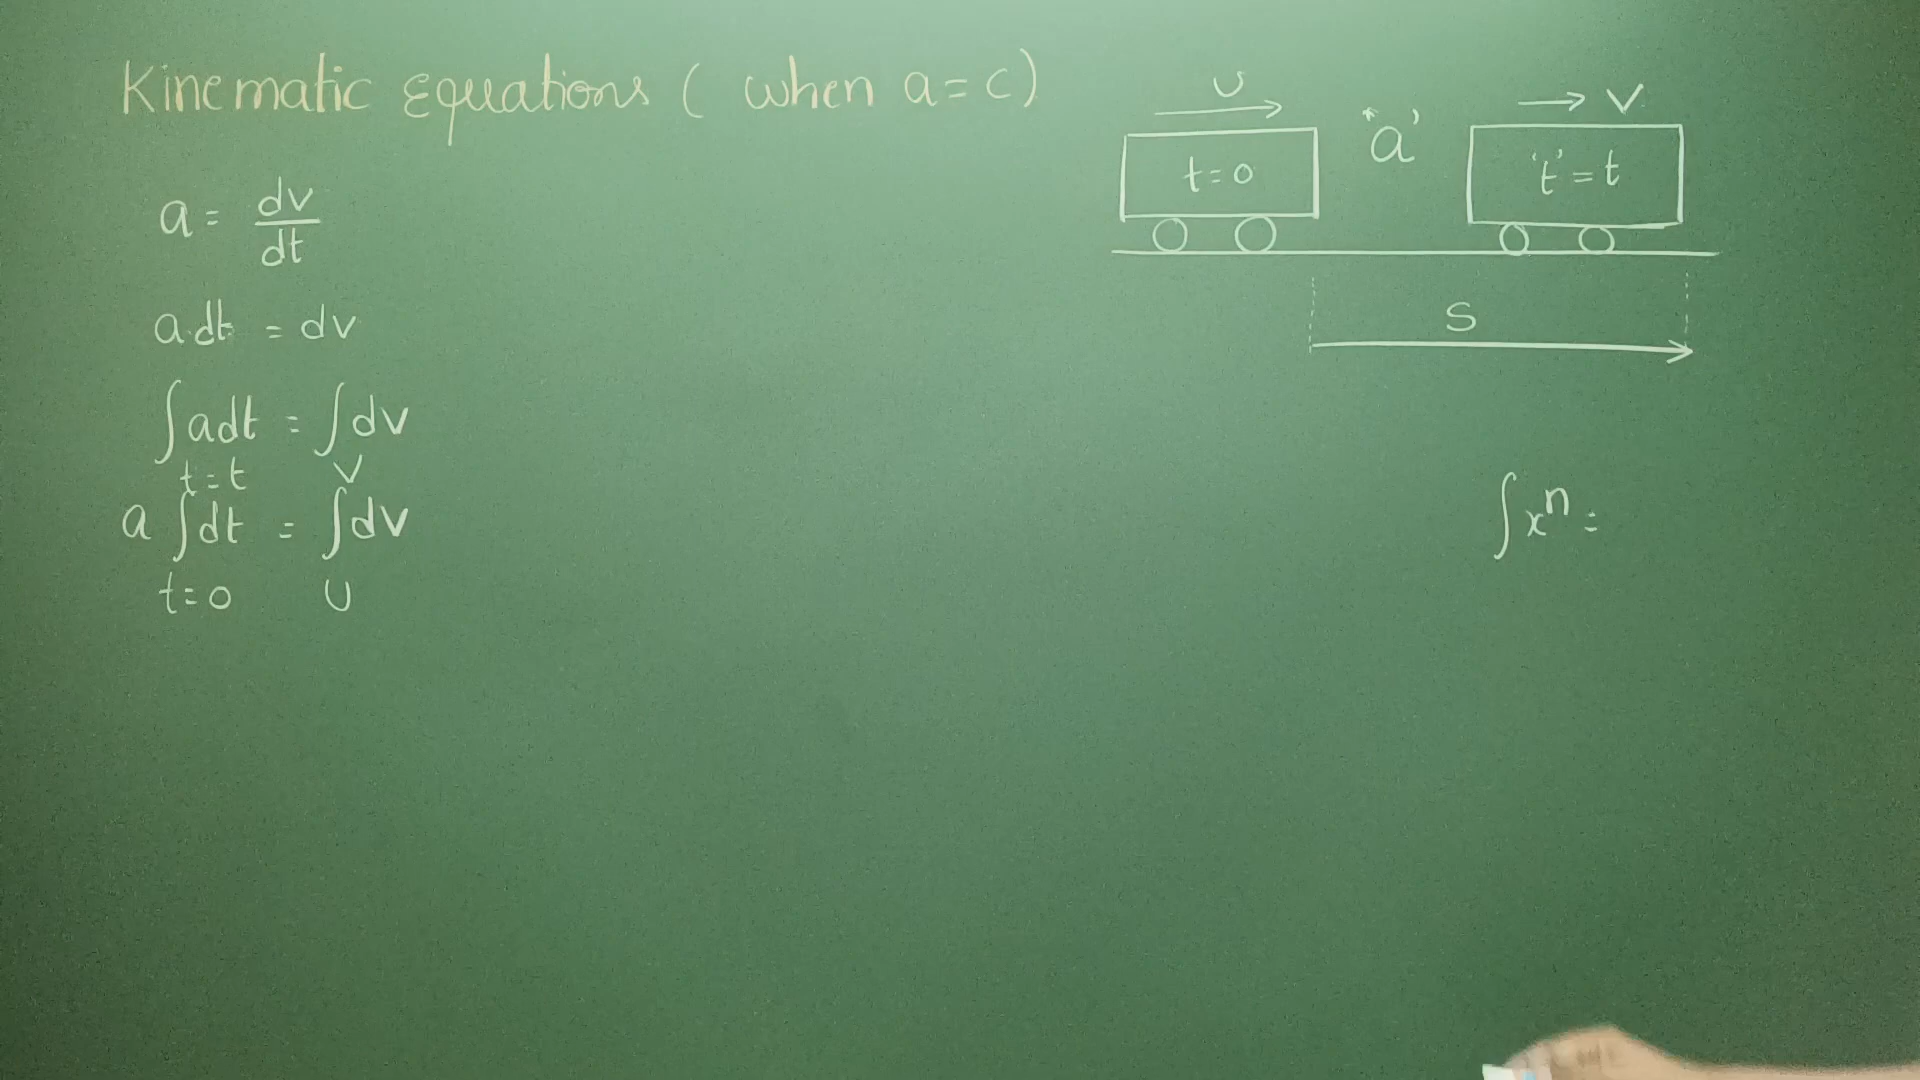 Kinematic equations ( when a = c )
a = dv/dt
a.dt = dv
∫adt = ∫dv
t=t V
a ∫dt = ∫dv
t=0 U
U
'a'
→ V
t=0
't' = t
S
∫xⁿ =